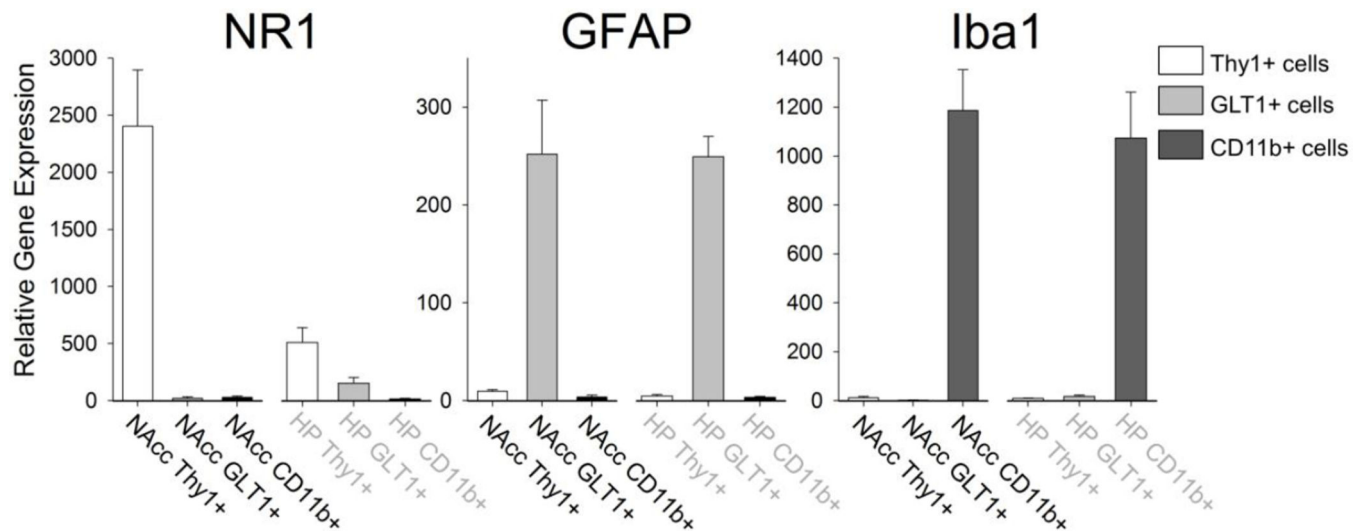 NR1
GFAP
Iba1
Thy1+ cells
GLT1+ cells
CD11b+ cells
Relative Gene Expression
3000
2500
2000
1500
1000
500
0
300
200
100
0
1400
1200
1000
800
600
400
200
0
NAcc Thy1+
NAcc GLT1+
NAcc CD11b+
HP Thy1+
HP GLT1+
HP CD11b+
NAcc Thy1+
NAcc GLT1+
NAcc CD11b+
HP Thy1+
HP GLT1+
HP CD11b+
NAcc Thy1+
NAcc GLT1+
NAcc CD11b+
HP Thy1+
HP GLT1+
HP CD11b+